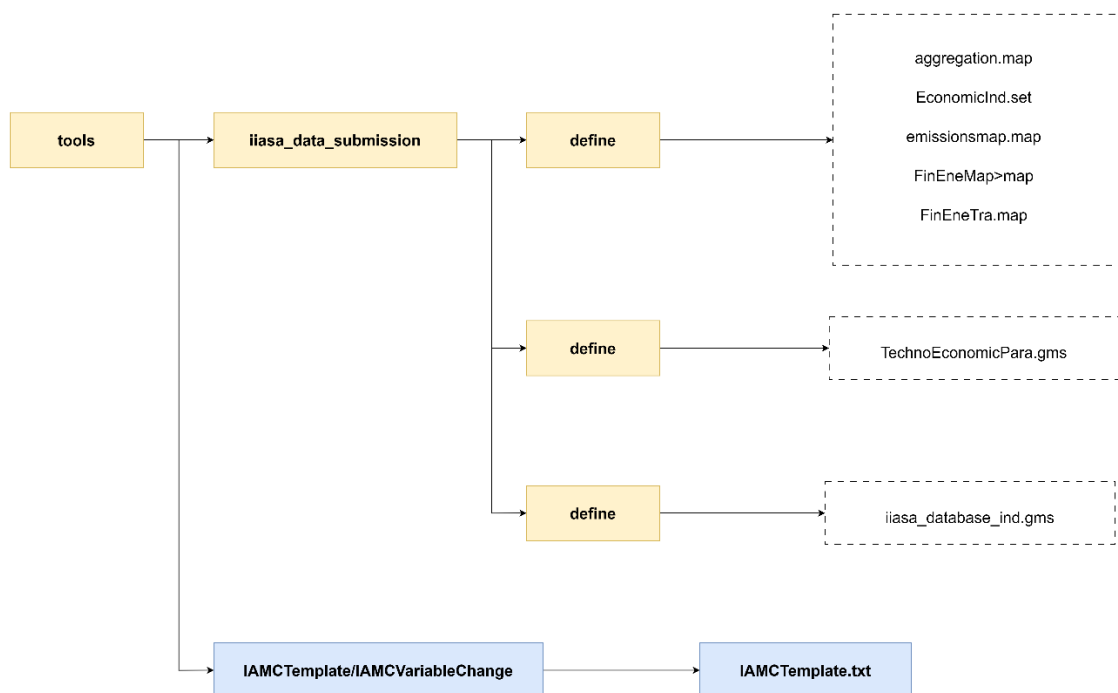 aggregation.map
EconomicInd.set
tools
iiasa_data_submission
define
emissionsmap.map
FinEneMap>map
FinEneTra.map
define
TechnoEconomicPara.gms
define
iiasa_database_ind.gms
IAMCTemplate/IAMCVariableChange
IAMCTemplate.txt